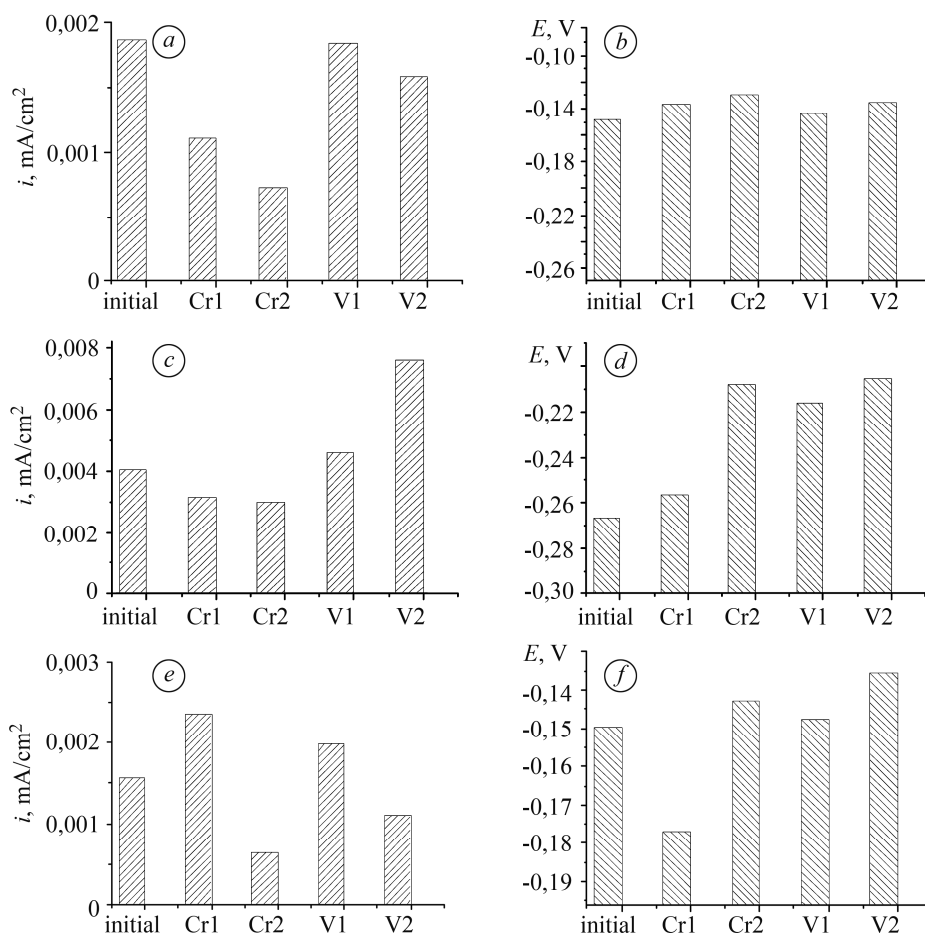 a
i, mA/cm²
0,002
0,001
0
initial Cr1 Cr2 V1 V2
b
E, V
-0,10
-0,14
-0,18
-0,22
-0,26
initial Cr1 Cr2 V1 V2
c
i, mA/cm²
0,008
0,006
0,004
0,002
0
initial Cr1 Cr2 V1 V2
d
E, V
-0,22
-0,24
-0,26
-0,28
-0,30
initial Cr1 Cr2 V1 V2
e
i, mA/cm²
0,003
0,002
0,001
0
initial Cr1 Cr2 V1 V2
f
E, V
-0,14
-0,15
-0,16
-0,17
-0,18
-0,19
initial Cr1 Cr2 V1 V2